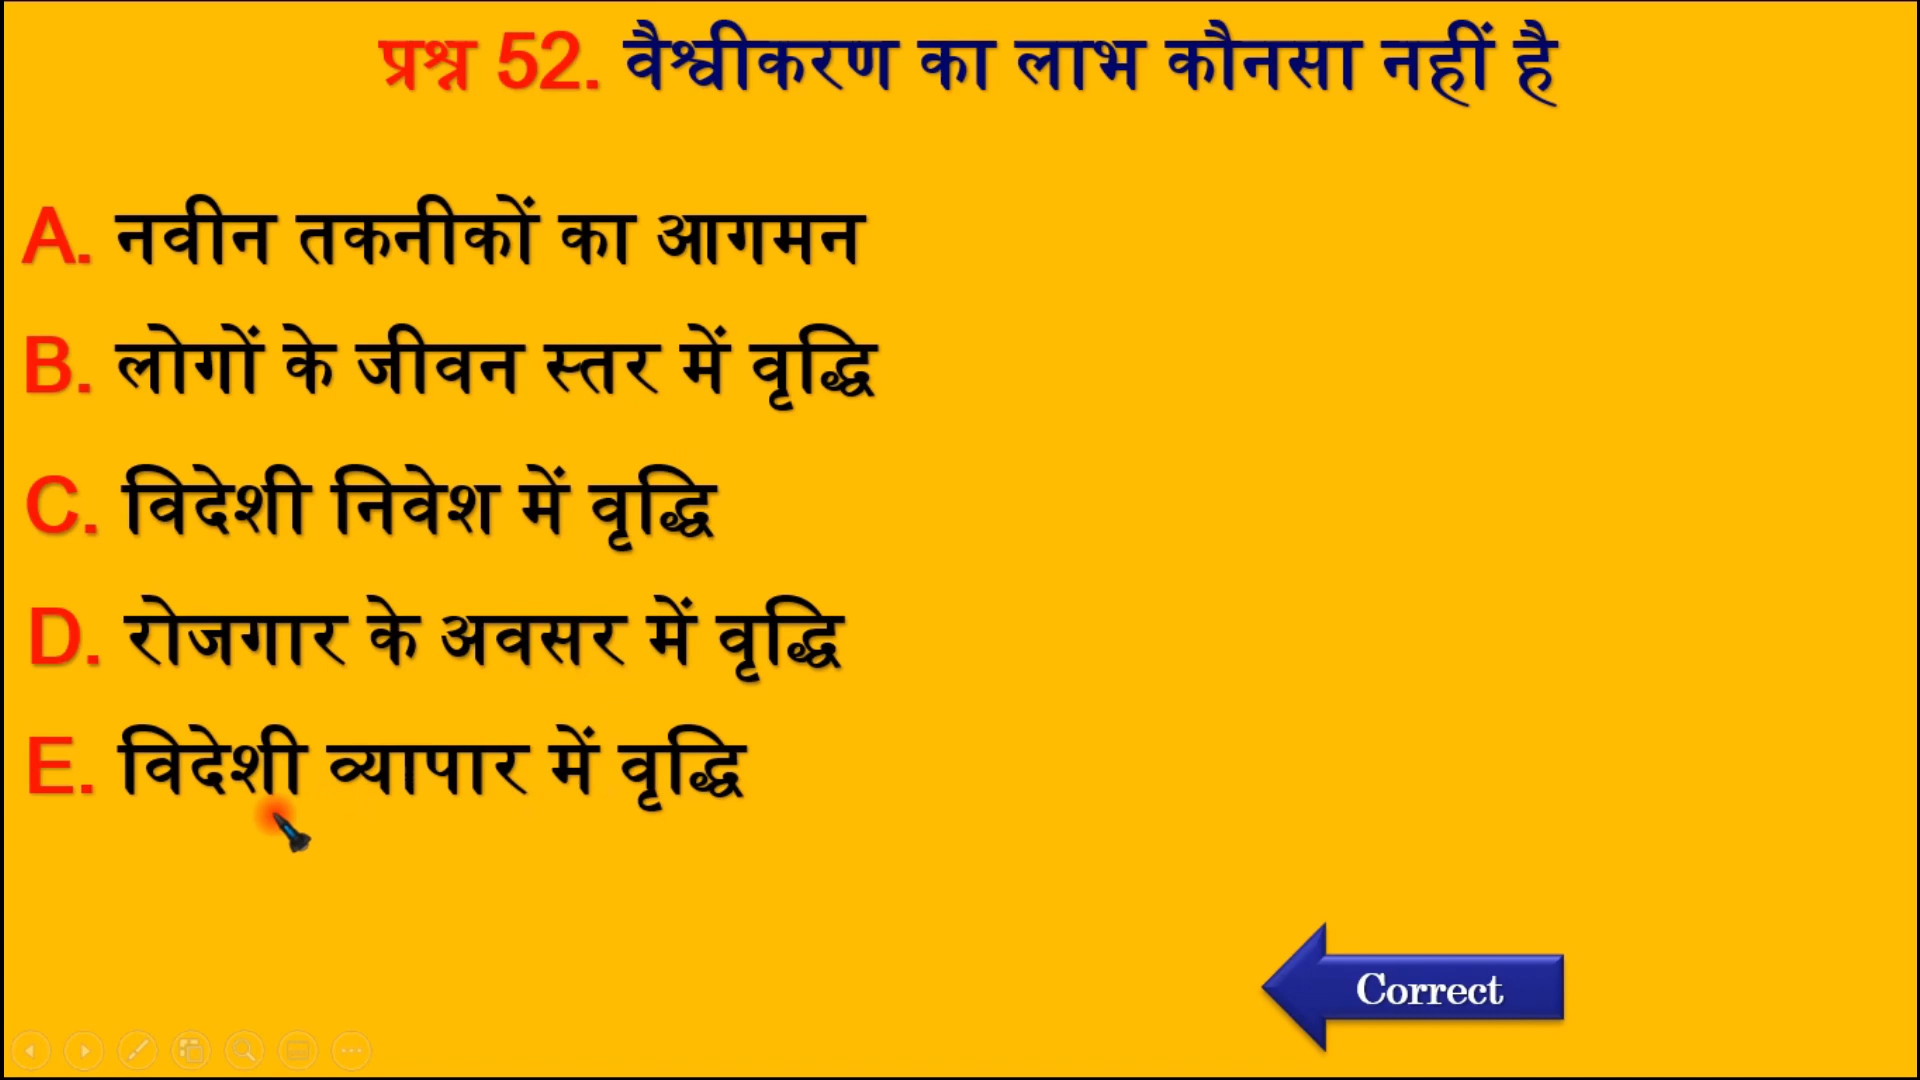 प्रश्न 52. वैश्वीकरण का लाभ कौनसा नहीं है
A. नवीन तकनीकों का आगमन
B. लोगों के जीवन स्तर में वृद्धि
C. विदेशी निवेश में वृद्धि
D. रोजगार के अवसर में वृद्धि
E. विदेशी व्यापार में वृद्धि
Correct